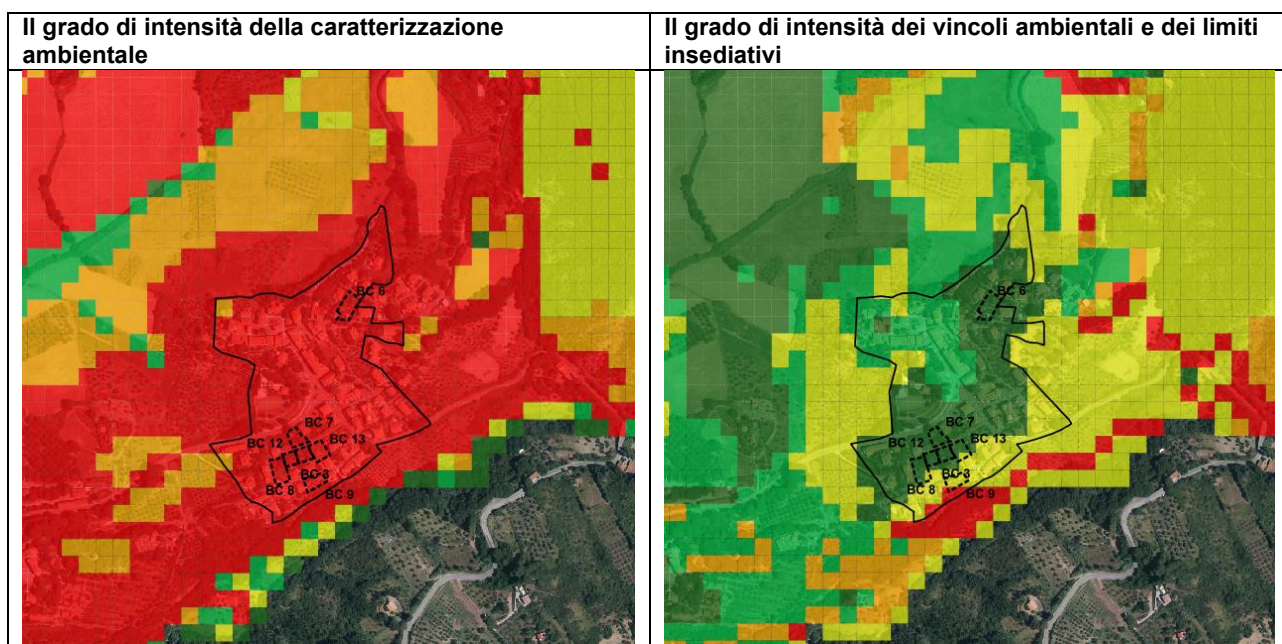 Il grado di intensità della caratterizzazione
ambientale
Il grado di intensità dei vincoli ambientali e dei limiti
insediativi
BC 6
BC 7
BC 12
BC 13
BC 3
BC 8
BC 9
BC 6
BC 7
BC 12
BC 13
BC 3
BC 8
BC 9